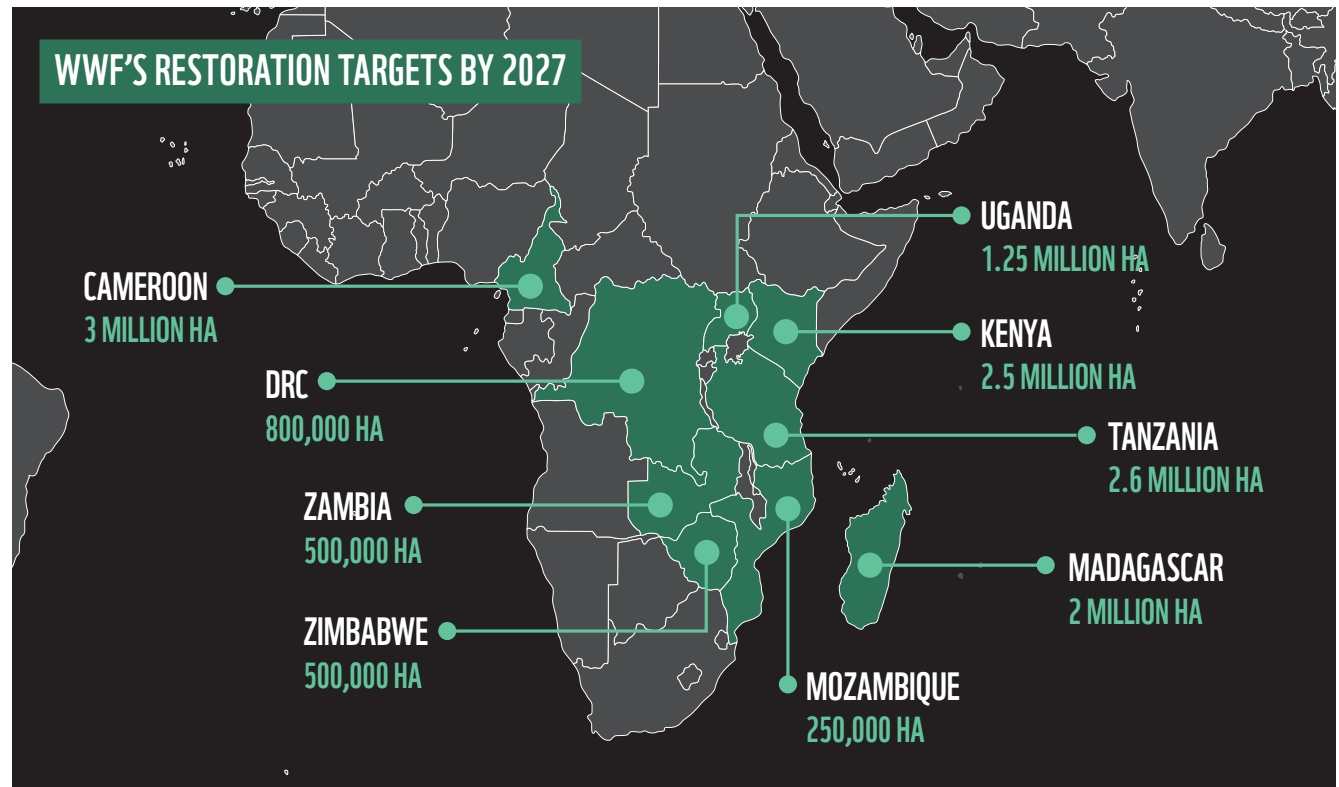 WWF'S RESTORATION TARGETS BY 2027
UGANDA
1.25 MILLION HA
CAMEROON
3 MILLION HA
KENYA
2.5 MILLION HA
DRC
800,000 HA
TANZANIA
2.6 MILLION HA
ZAMBIA
500,000 HA
MADAGASCAR
2 MILLION HA
ZIMBABWE
500,000 HA
MOZAMBIQUE
250,000 HA